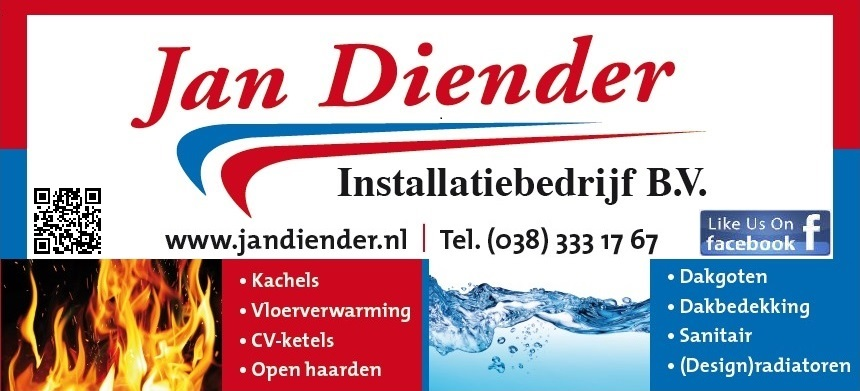 Jan Diender
Installatiebedrijf B.V.
www.jandiender.nl | Tel. (038) 333 17 67
Like Us On
facebook f
• Kachels
• Vloerverwarming
• CV-ketels
• Open haarden
• Dakgoten
• Dakbedekking
• Sanitair
• (Design)radiatoren